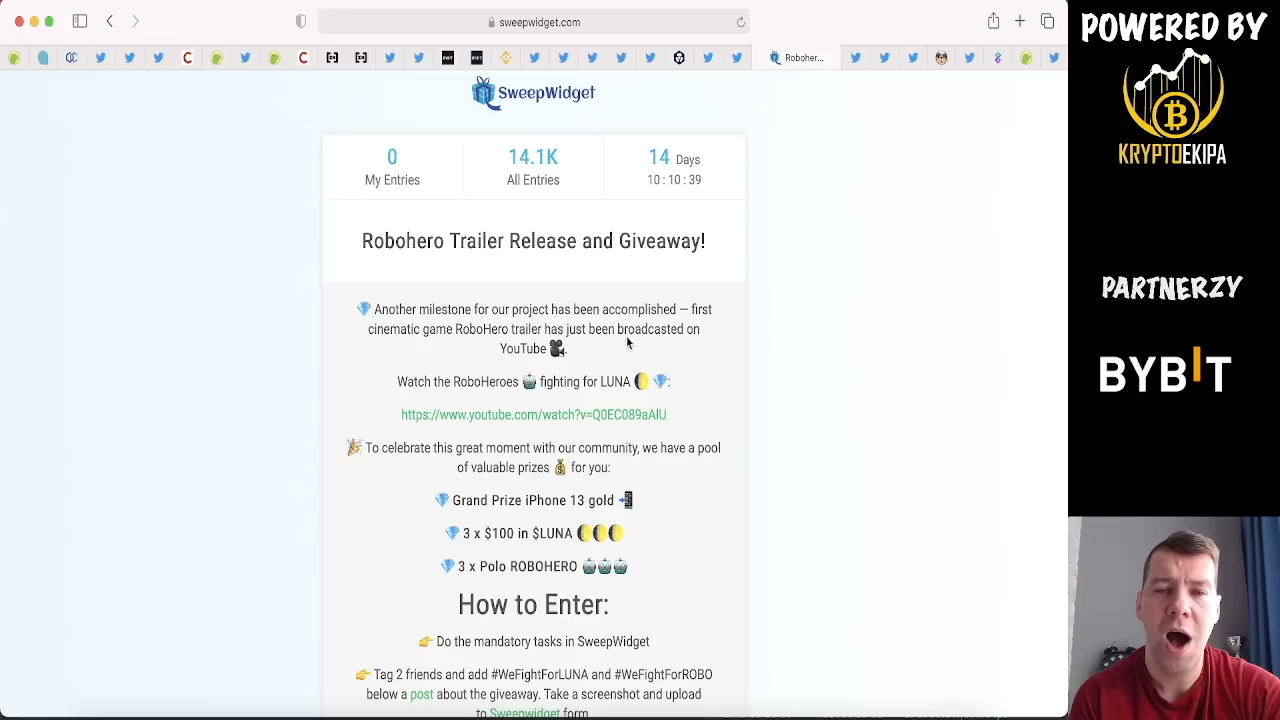 sweepwidget.com
Roboher...
POWERED BY
KRYPTOEKIPA
PARTNERZY
BYBIT
SweepWidget
0
My Entries
14.1K
All Entries
14 Days
10 : 10 : 39
Robohero Trailer Release and Giveaway!
💎 Another milestone for our project has been accomplished — first
cinematic game RoboHero trailer has just been broadcasted on
YouTube 🎥.
Watch the RoboHeroes 🤖 fighting for LUNA 🌓 💎:
https://www.youtube.com/watch?v=Q0EC089aAlU
🎉 To celebrate this great moment with our community, we have a pool
of valuable prizes 💰 for you:
💎 Grand Prize iPhone 13 gold 📲
💎 3 x $100 in $LUNA 🌓🌓🌓
💎 3 x Polo ROBOHERO 🤖🤖🤖
How to Enter:
👉 Do the mandatory tasks in SweepWidget
👉 Tag 2 friends and add #WeFightForLUNA and #WeFightForROBO
below a post about the giveaway. Take a screenshot and upload
to Sweepwidget form